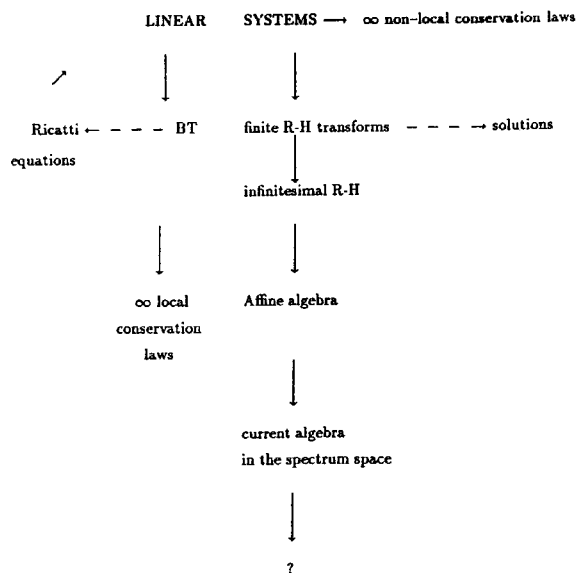 LINEAR SYSTEMS → ∞ non-local conservation laws
Ricatti ← - - - - BT finite R-H transforms - - - - → solutions
equations
infinitesimal R-H
∞ local Affine algebra
conservation
laws
current algebra
in the spectrum space
?